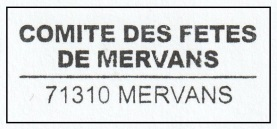 COMITE DES FETES
DE MERVANS
71310 MERVANS